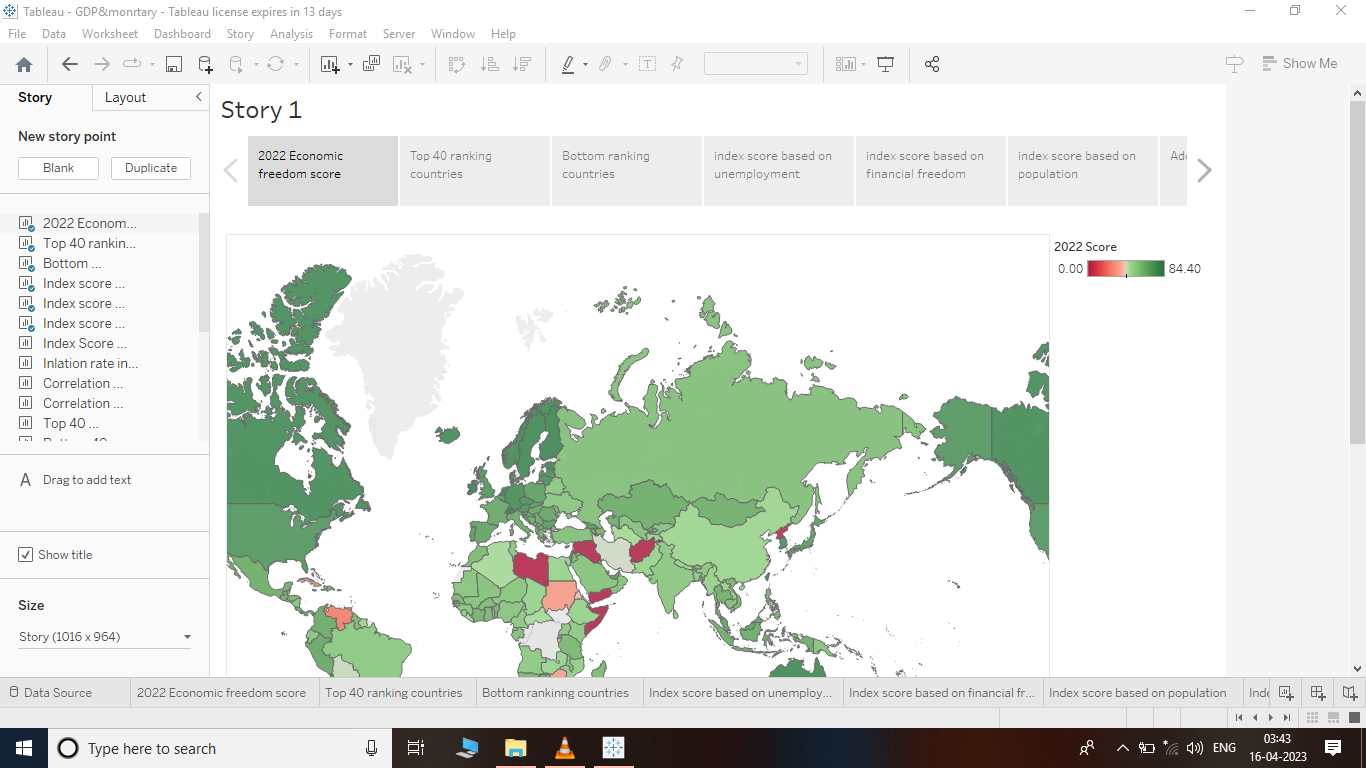 Tableau - GDP&monrtary - Tableau license expires in 13 days
File Data Worksheet Dashboard Story Analysis Format Server Window Help
Show Me
Story Layout
New story point
Blank Duplicate
2022 Econom...
Top 40 rankin...
Bottom ...
Index score ...
Index score ...
Index score ...
Index Score ...
Inlation rate in...
Correlation ...
Correlation ...
Top 40 ...
A Drag to add text
Show title
Size
Story (1016 x 964)
Story 1
2022 Economic
freedom score
Top 40 ranking
countries
Bottom ranking
countries
index score based on
unemployment
index score based on
financial freedom
index score based on
population
2022 Score
0.00 84.40
Data Source 2022 Economic freedom score Top 40 ranking countries Bottom rankinng countries Index score based on unemploy... Index score based on financial fr... Index score based on population
Type here to search
ENG
03:43
16-04-2023